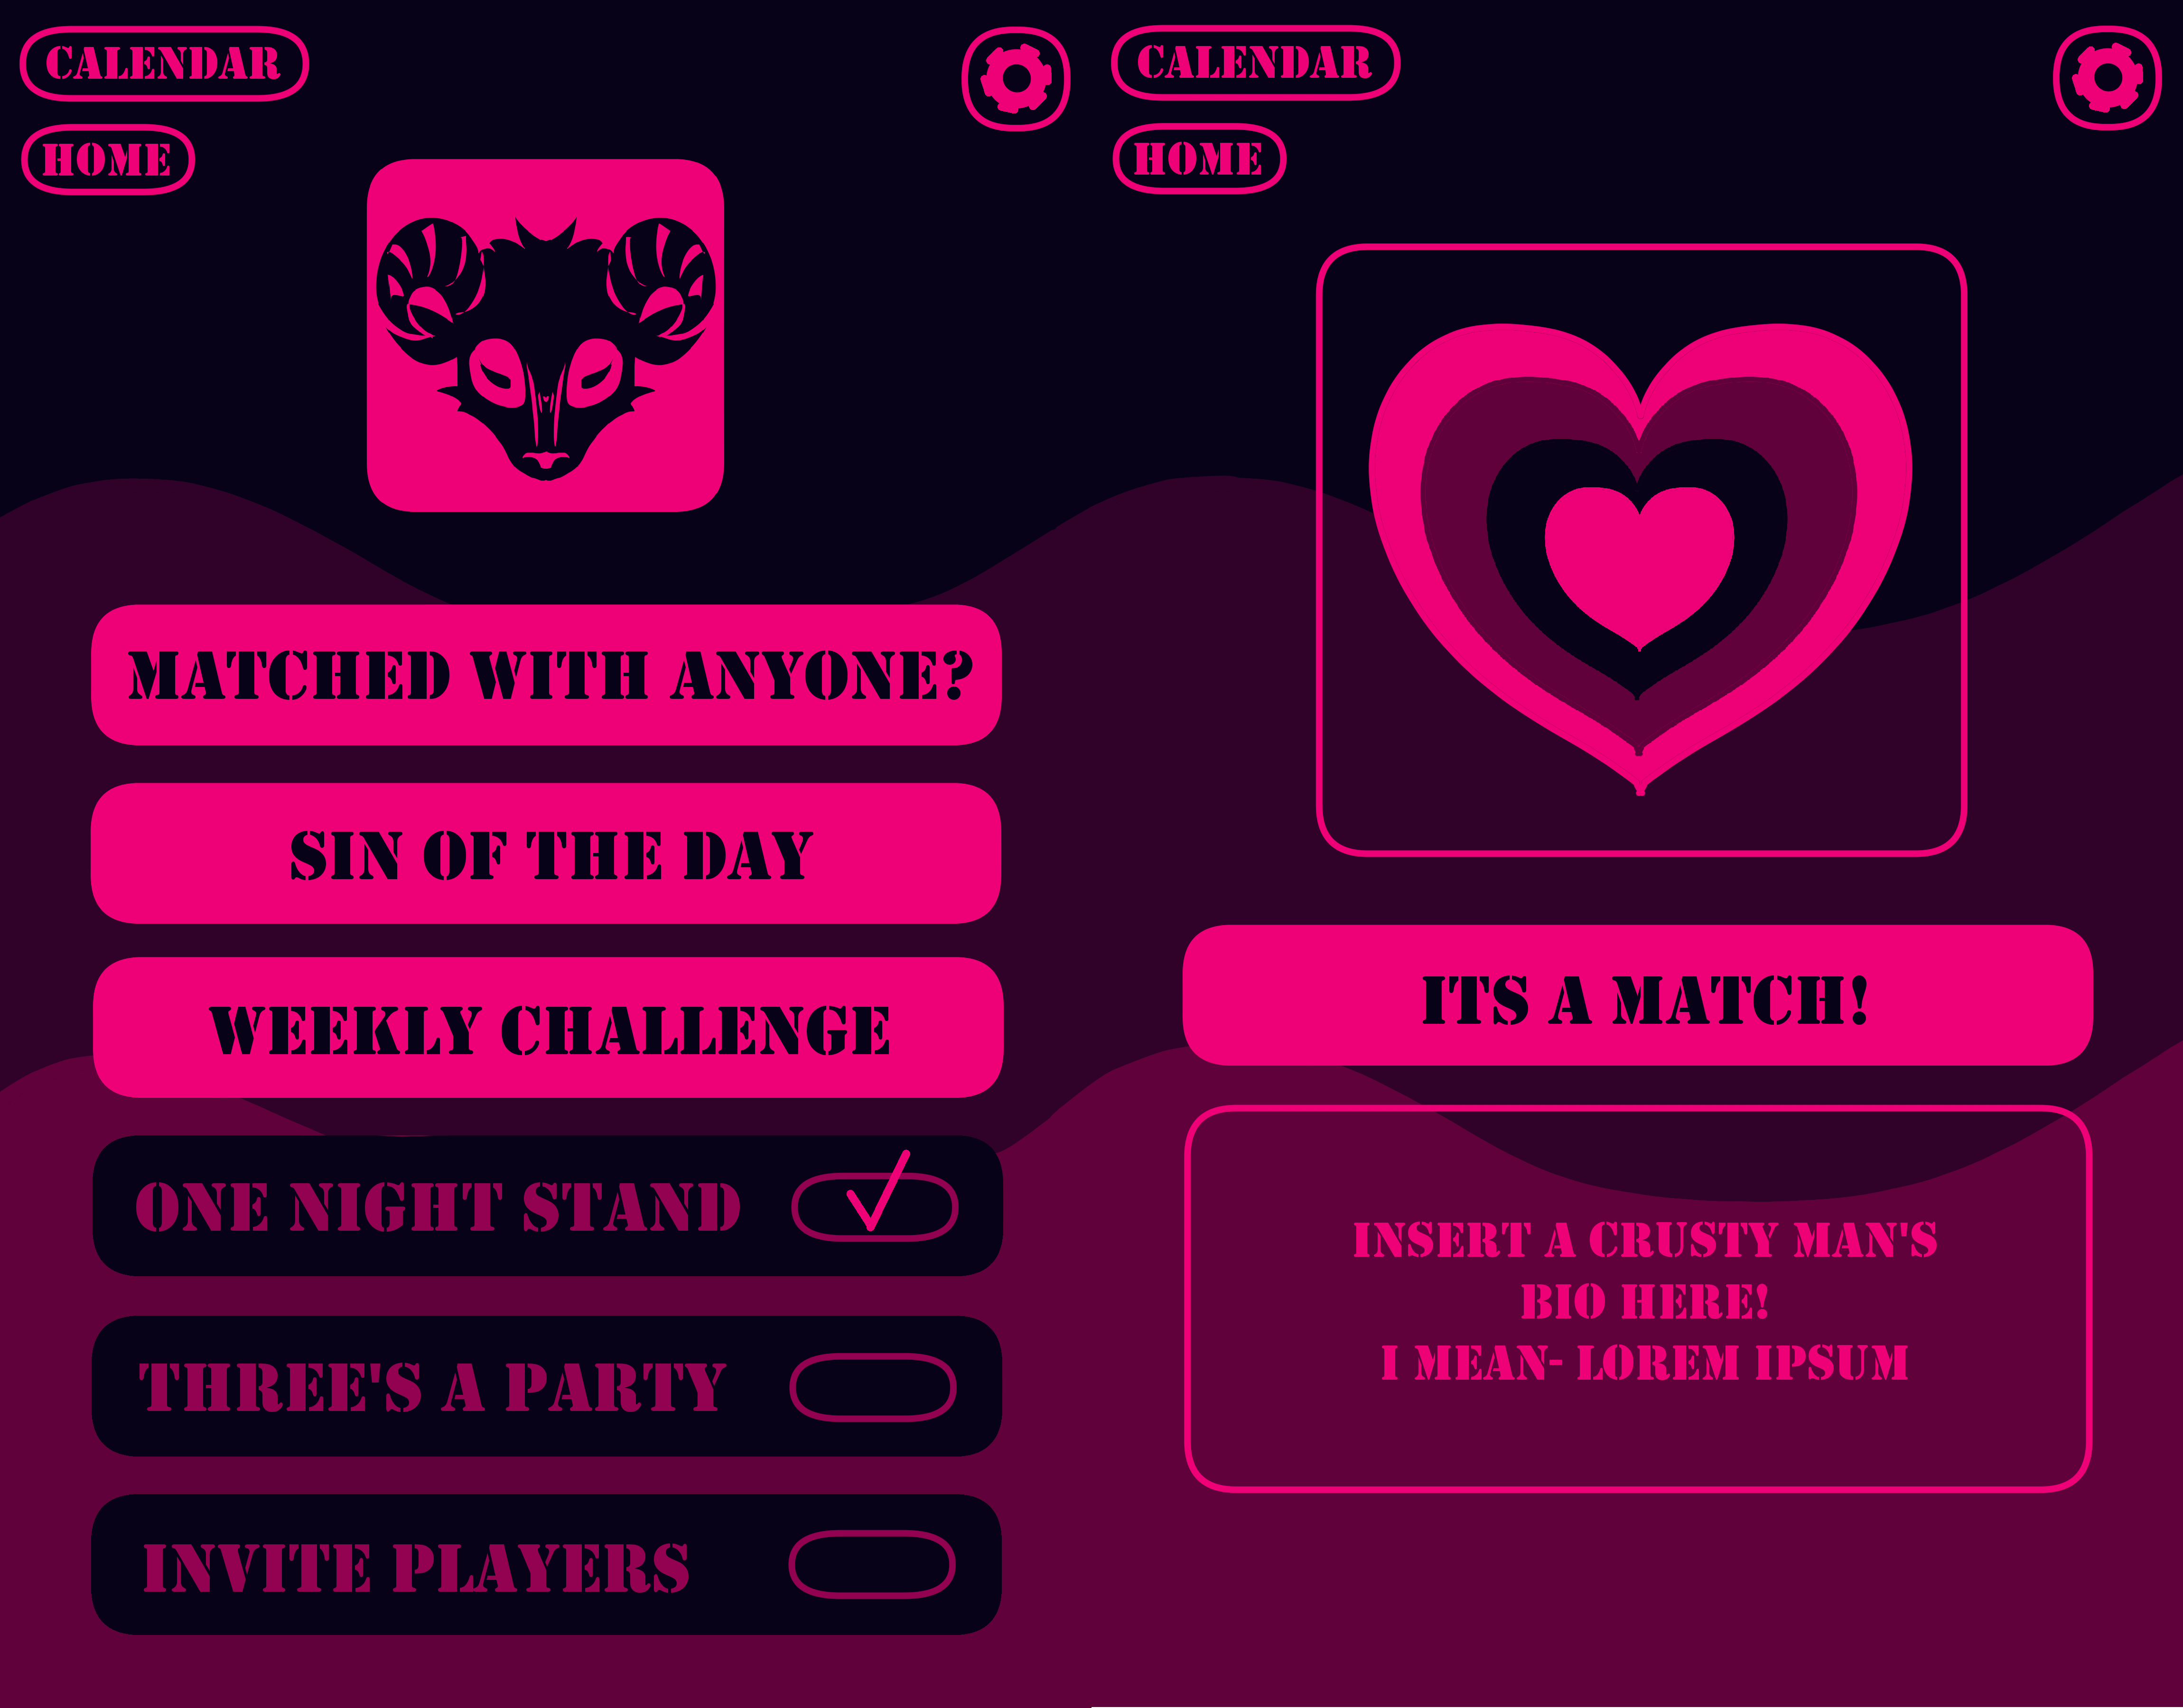 CALENDAR
HOME
MATCHED WITH ANYONE?
SIN OF THE DAY
WEEKLY CHALLENGE
ONE NIGHT STAND
THREE'S A PARTY
INVITE PLAYERS
CALENDAR
HOME
ITS A MATCH!
INSERT A CRUSTY MAN'S
BIO HERE!
I MEAN- LOREM IPSUM